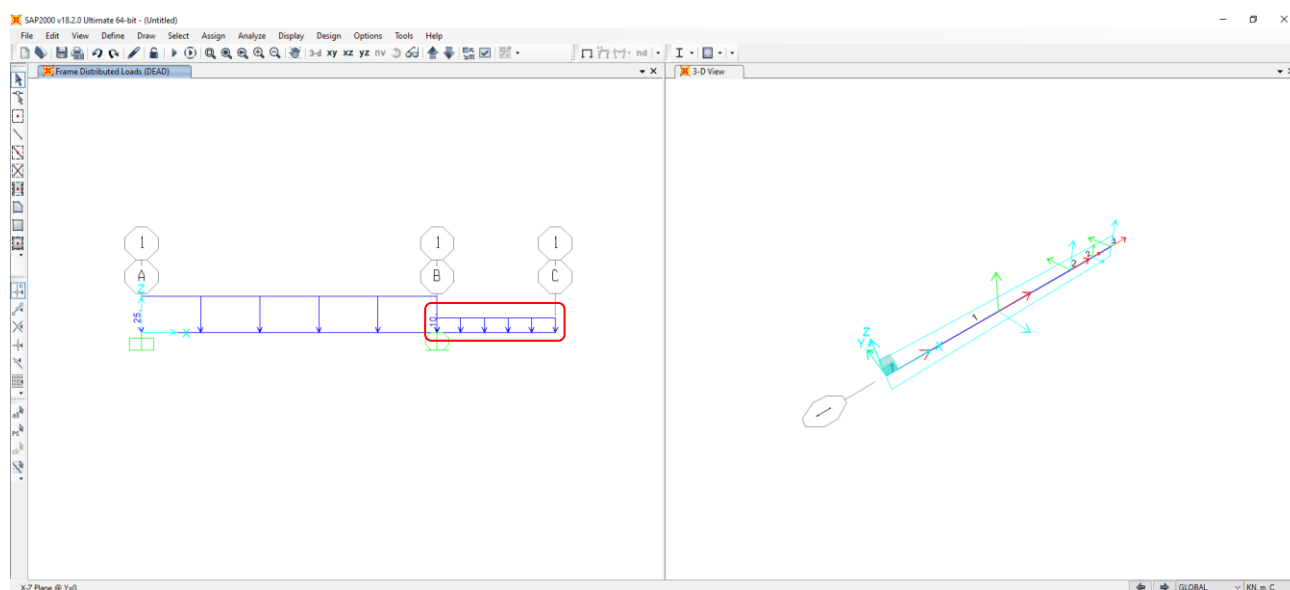 SAP2000 v18.2.0 Ultimate 64-bit - (Untitled)
File Edit View Define Draw Select Assign Analyze Display Design Options Tools Help
3-d xy xz yz nv nd
Frame Distributed Loads (DEAD)
3-D View
1 1 1
A B C
Z
25.
10.
X
Z
Y
X
1
2
2
3
1
X-Z Plane @ Y=0
GLOBAL
KN, m, C